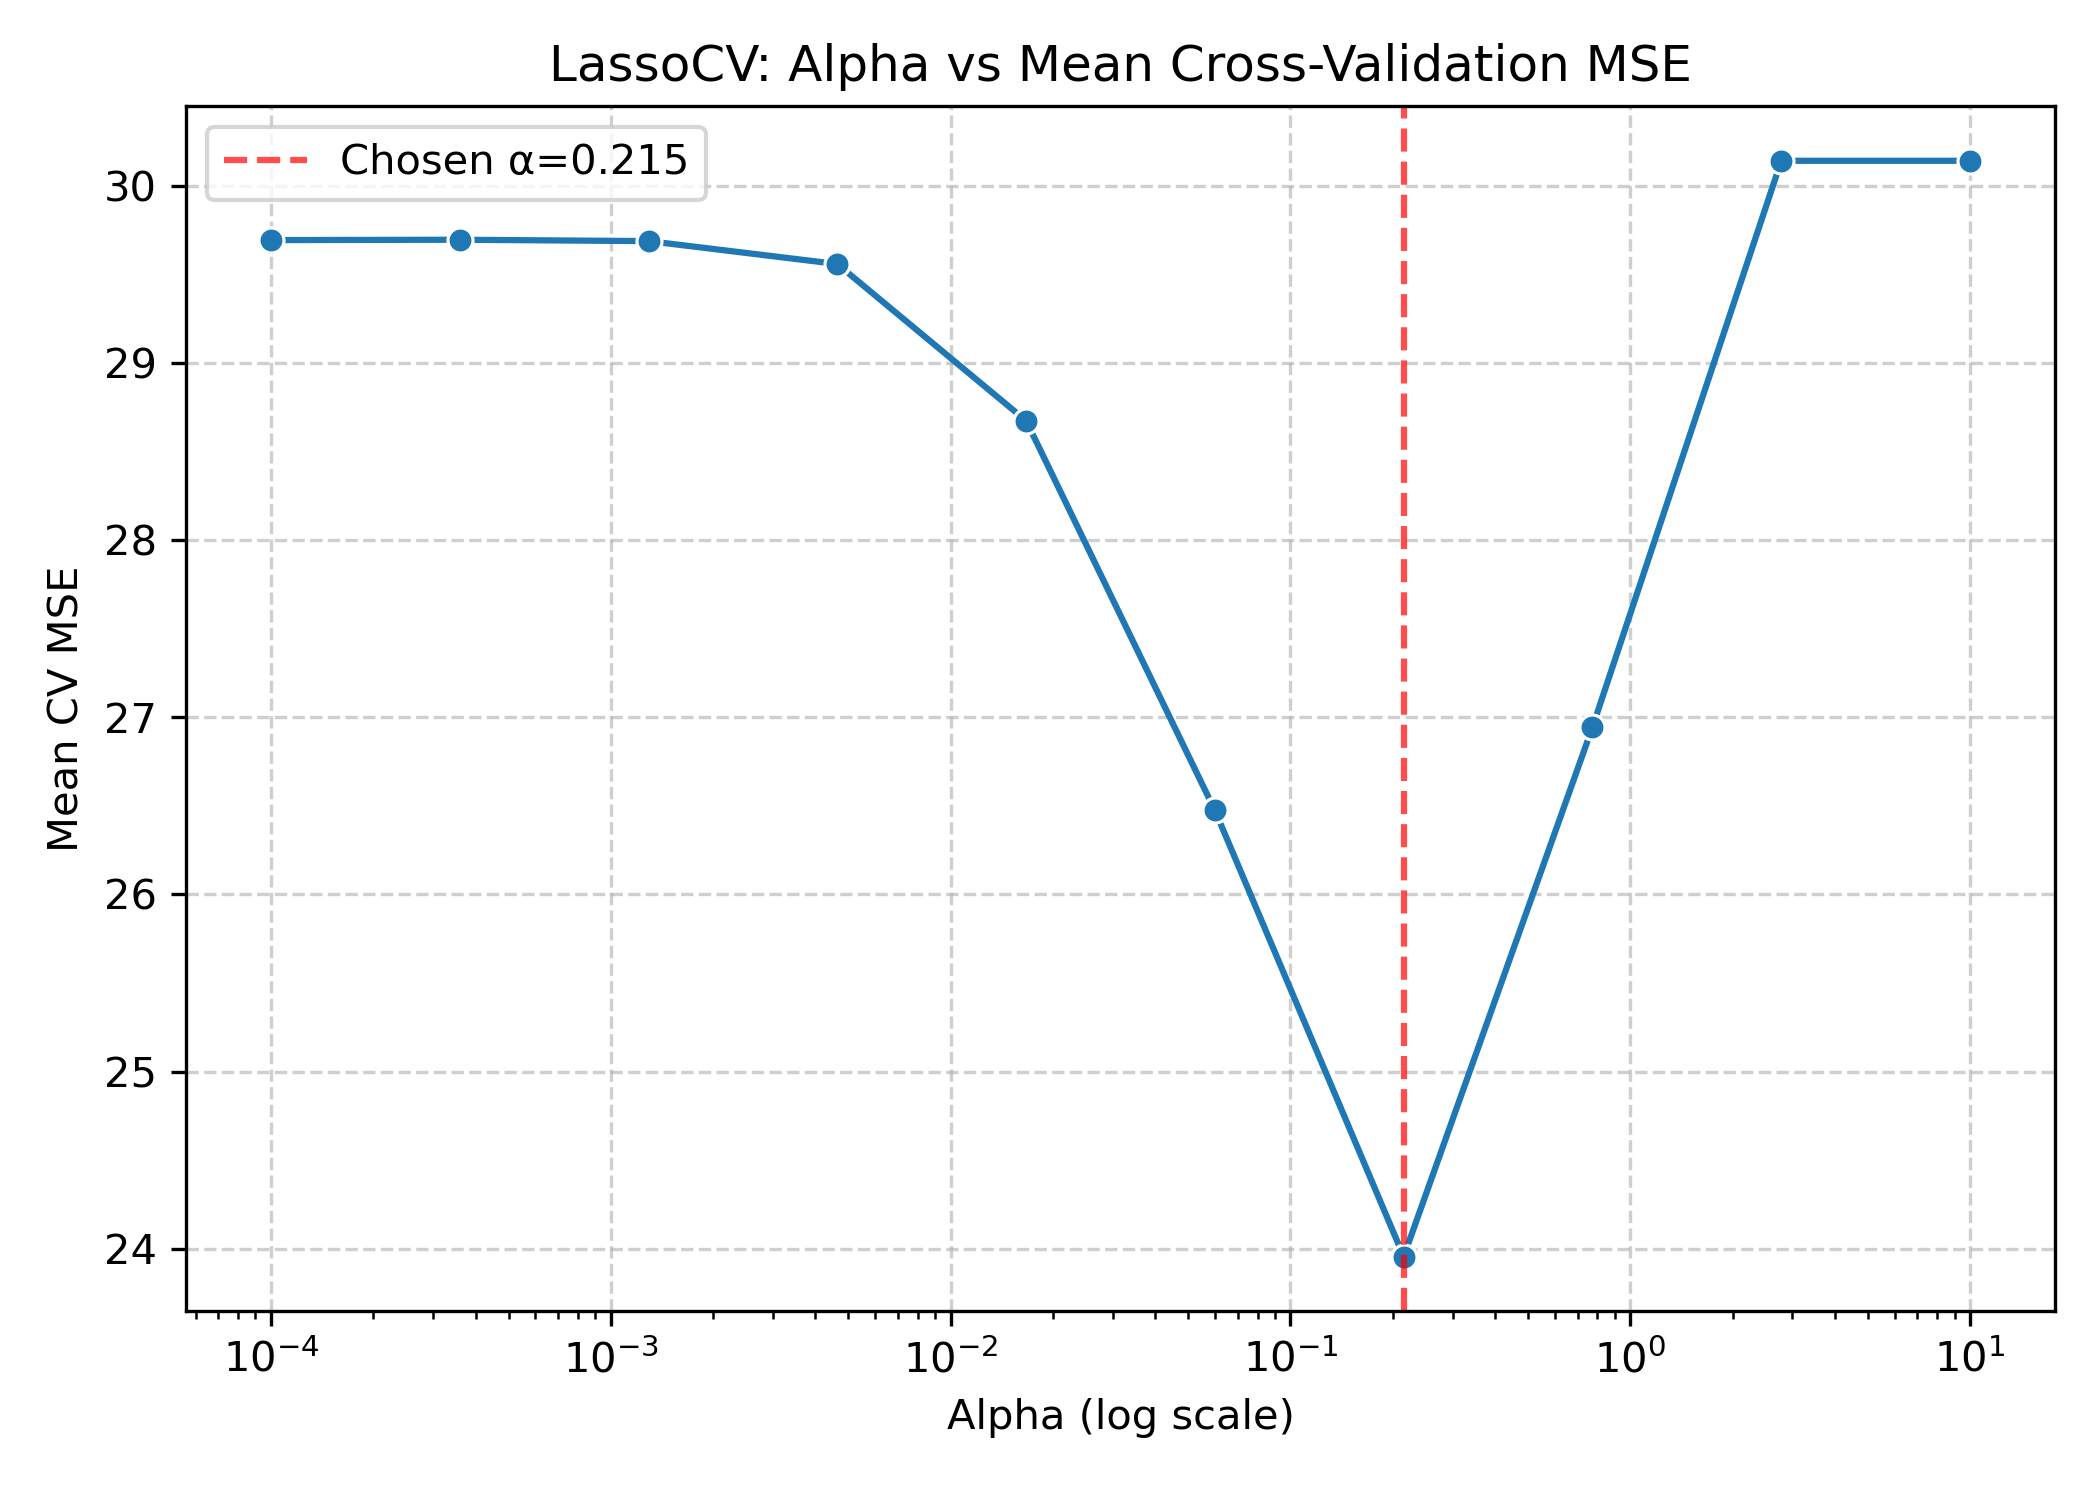 LassoCV: Alpha vs Mean Cross-Validation MSE
Chosen α=0.215
30
29
28
27
26
25
24
Mean CV MSE
10⁻⁴ 10⁻³ 10⁻² 10⁻¹ 10⁰ 10¹
Alpha (log scale)